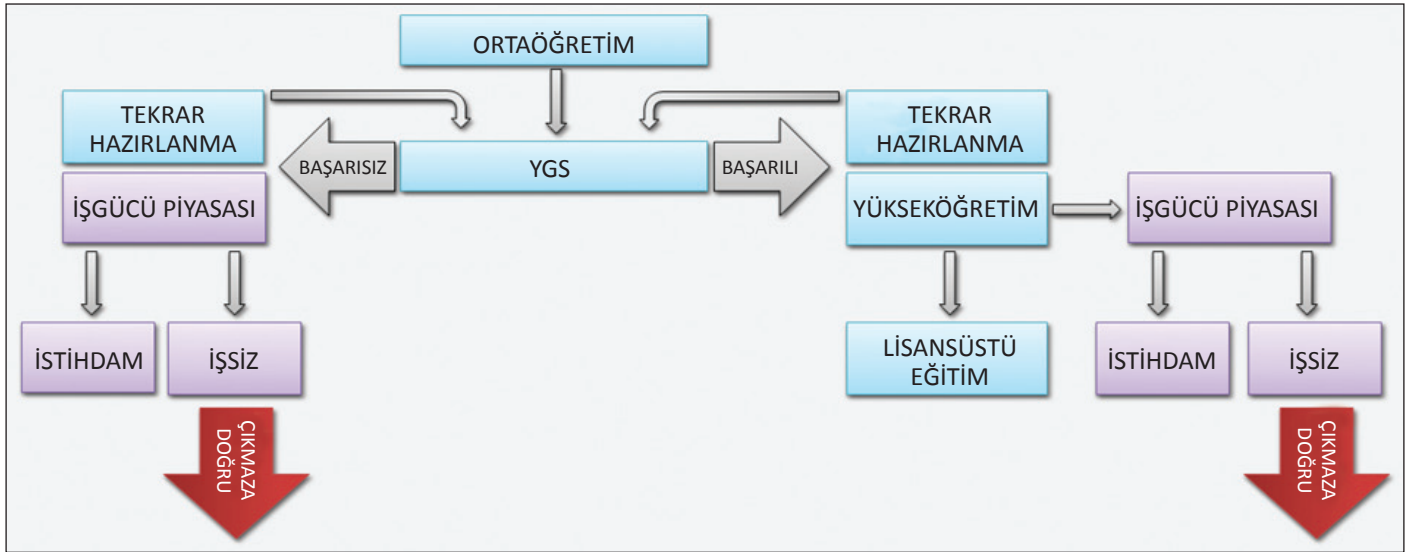 ORTAÖĞRETİM
TEKRAR
HAZIRLANMA
BAŞARISIZ
YGS
BAŞARILI
TEKRAR
HAZIRLANMA
İŞGÜCÜ PİYASASI
YÜKSEKÖĞRETİM
İŞGÜCÜ PİYASASI
İSTİHDAM
İŞSİZ
LİSANSÜSTÜ
EĞİTİM
İSTİHDAM
İŞSİZ
ÇIKMAZA
DOĞRU
ÇIKMAZA
DOĞRU